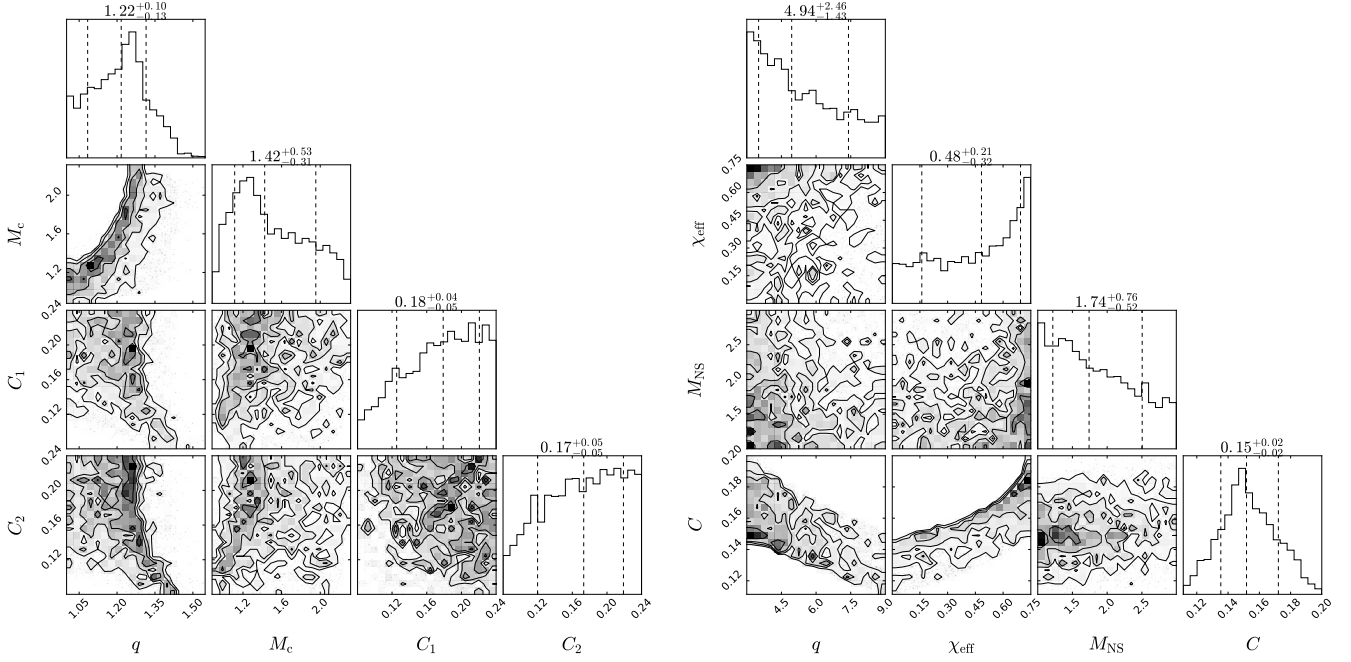 1.22^{+0.10}_{-0.13}
4.94^{+2.46}_{-1.43}
M_c
2.0
1.6
1.2
1.42^{+0.53}_{-0.31}
χ_eff
0.75
0.60
0.45
0.30
0.15
0.48^{+0.21}_{-0.32}
C_1
0.24
0.20
0.16
0.12
0.18^{+0.04}_{-0.05}
M_NS
2.5
2.0
1.5
1.74^{+0.76}_{-0.52}
C_2
0.24
0.20
0.16
0.12
0.17^{+0.05}_{-0.05}
C
0.20
0.18
0.16
0.14
0.12
0.15^{+0.02}_{-0.02}
1.05 1.20 1.35 1.50
1.2 1.6 2.0
0.12 0.16 0.20 0.24
0.12 0.16 0.20 0.24
4.5 6.0 7.5 9.0
0.15 0.30 0.45 0.60 0.75
1.5 2.0 2.5
0.12 0.14 0.16 0.18 0.20
q M_c C_1 C_2
q χ_eff M_NS C